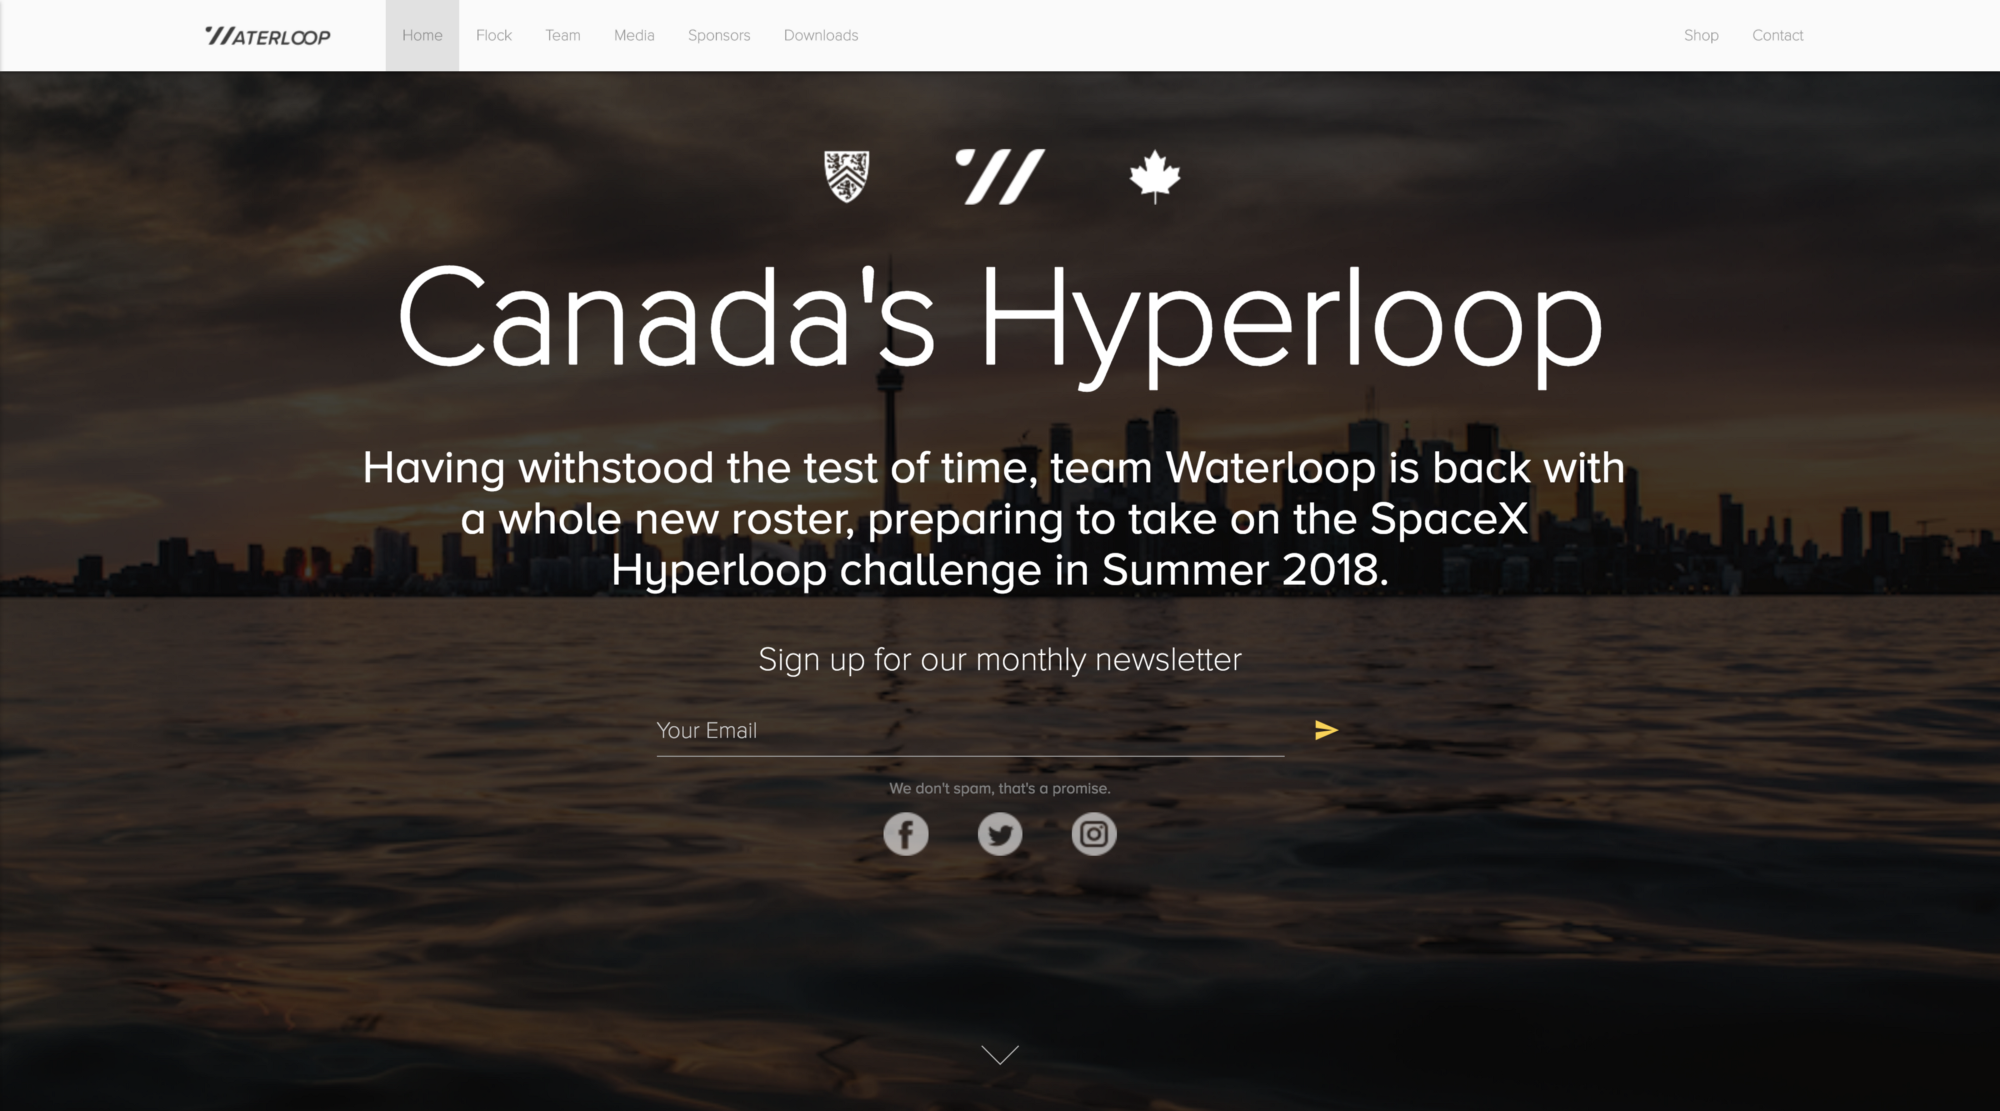 WATERLOOP
Home Flock Team Media Sponsors Downloads Shop Contact
Canada's Hyperloop
Having withstood the test of time, team Waterloop is back with
a whole new roster, preparing to take on the SpaceX
Hyperloop challenge in Summer 2018.
Sign up for our monthly newsletter
Your Email
We don't spam, that's a promise.